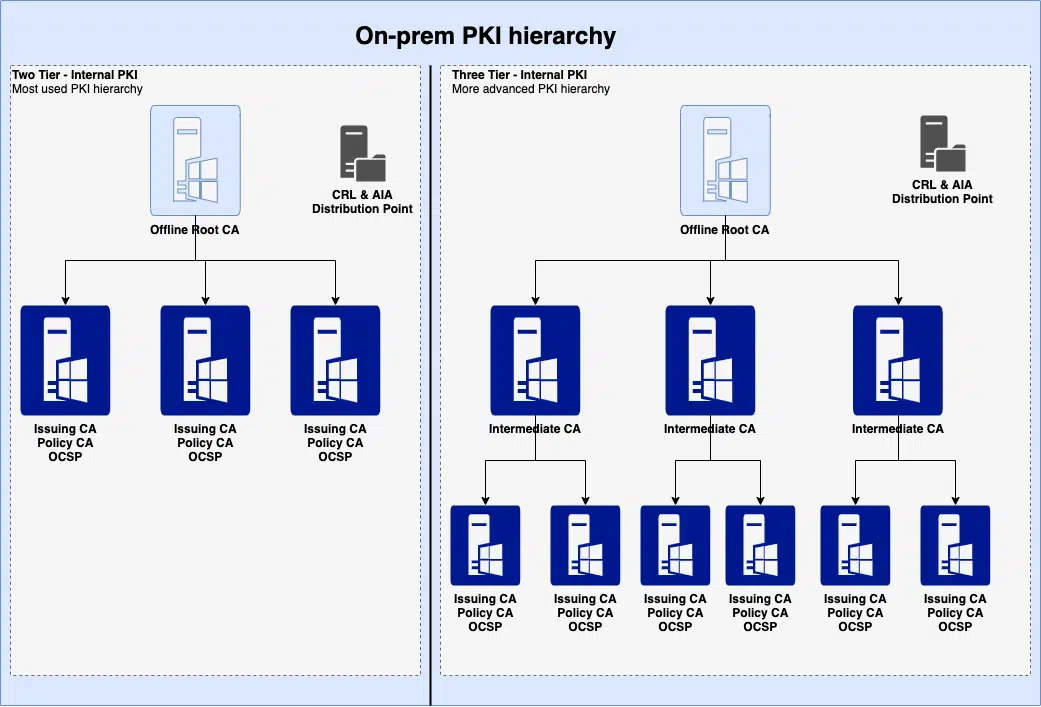 On-prem PKI hierarchy
Two Tier - Internal PKI
Most used PKI hierarchy
CRL & AIA
Distribution Point
Offline Root CA
Issuing CA
Policy CA
OCSP
Issuing CA
Policy CA
OCSP
Issuing CA
Policy CA
OCSP
Three Tier - Internal PKI
More advanced PKI hierarchy
CRL & AIA
Distribution Point
Offline Root CA
Intermediate CA
Intermediate CA
Intermediate CA
Issuing CA
Policy CA
OCSP
Issuing CA
Policy CA
OCSP
Issuing CA
Policy CA
OCSP
Issuing CA
Policy CA
OCSP
Issuing CA
Policy CA
OCSP
Issuing CA
Policy CA
OCSP